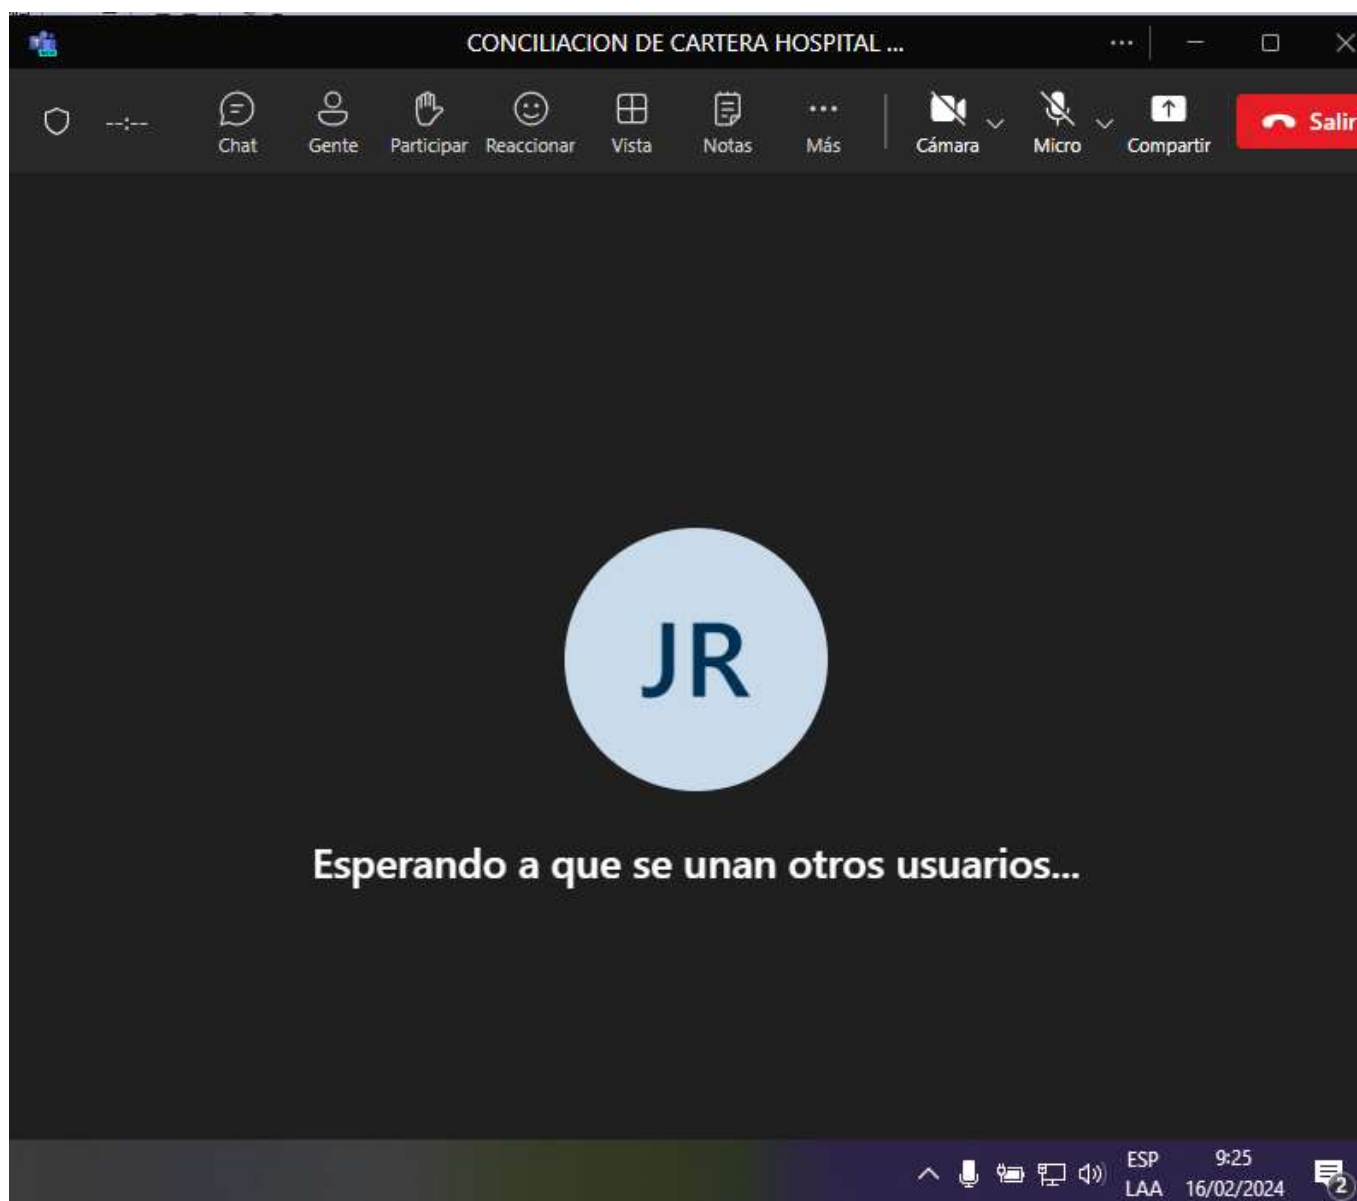 CONCILIACION DE CARTERA HOSPITAL ...
--:--
Chat
Gente
Participar
Reaccionar
Vista
Notas
Más
Cámara
Micro
Compartir
Salir
JR
Esperando a que se unan otros usuarios...
ESP
LAA
9:25
16/02/2024
2